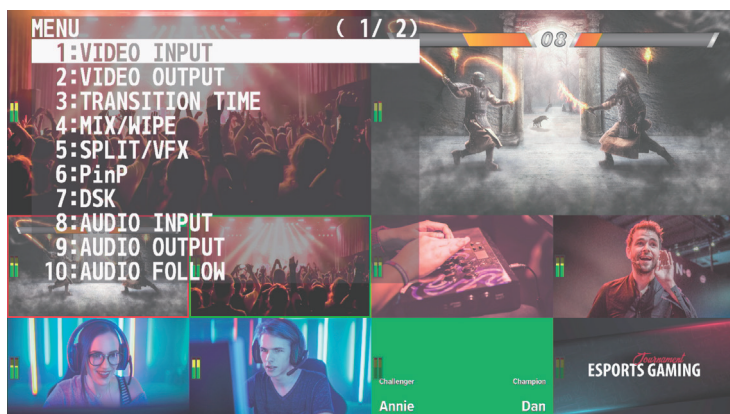 MENU ( 1/ 2)
1:VIDEO INPUT
2:VIDEO OUTPUT
3:TRANSITION TIME
4:MIX/WIPE
5:SPLIT/VFX
6:PinP
7:DSK
8:AUDIO INPUT
9:AUDIO OUTPUT
10:AUDIO FOLLOW
08
Challenger Champion
Annie Dan
Tournament
ESPORTS GAMING